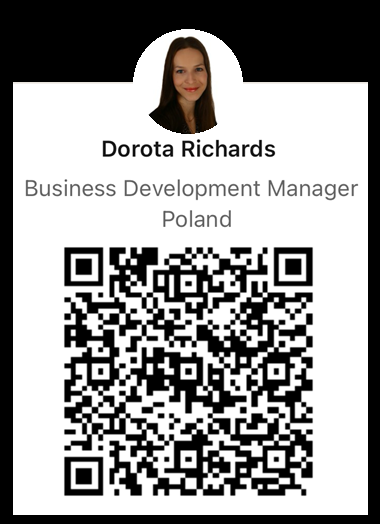 Dorota Richards
Business Development Manager
Poland